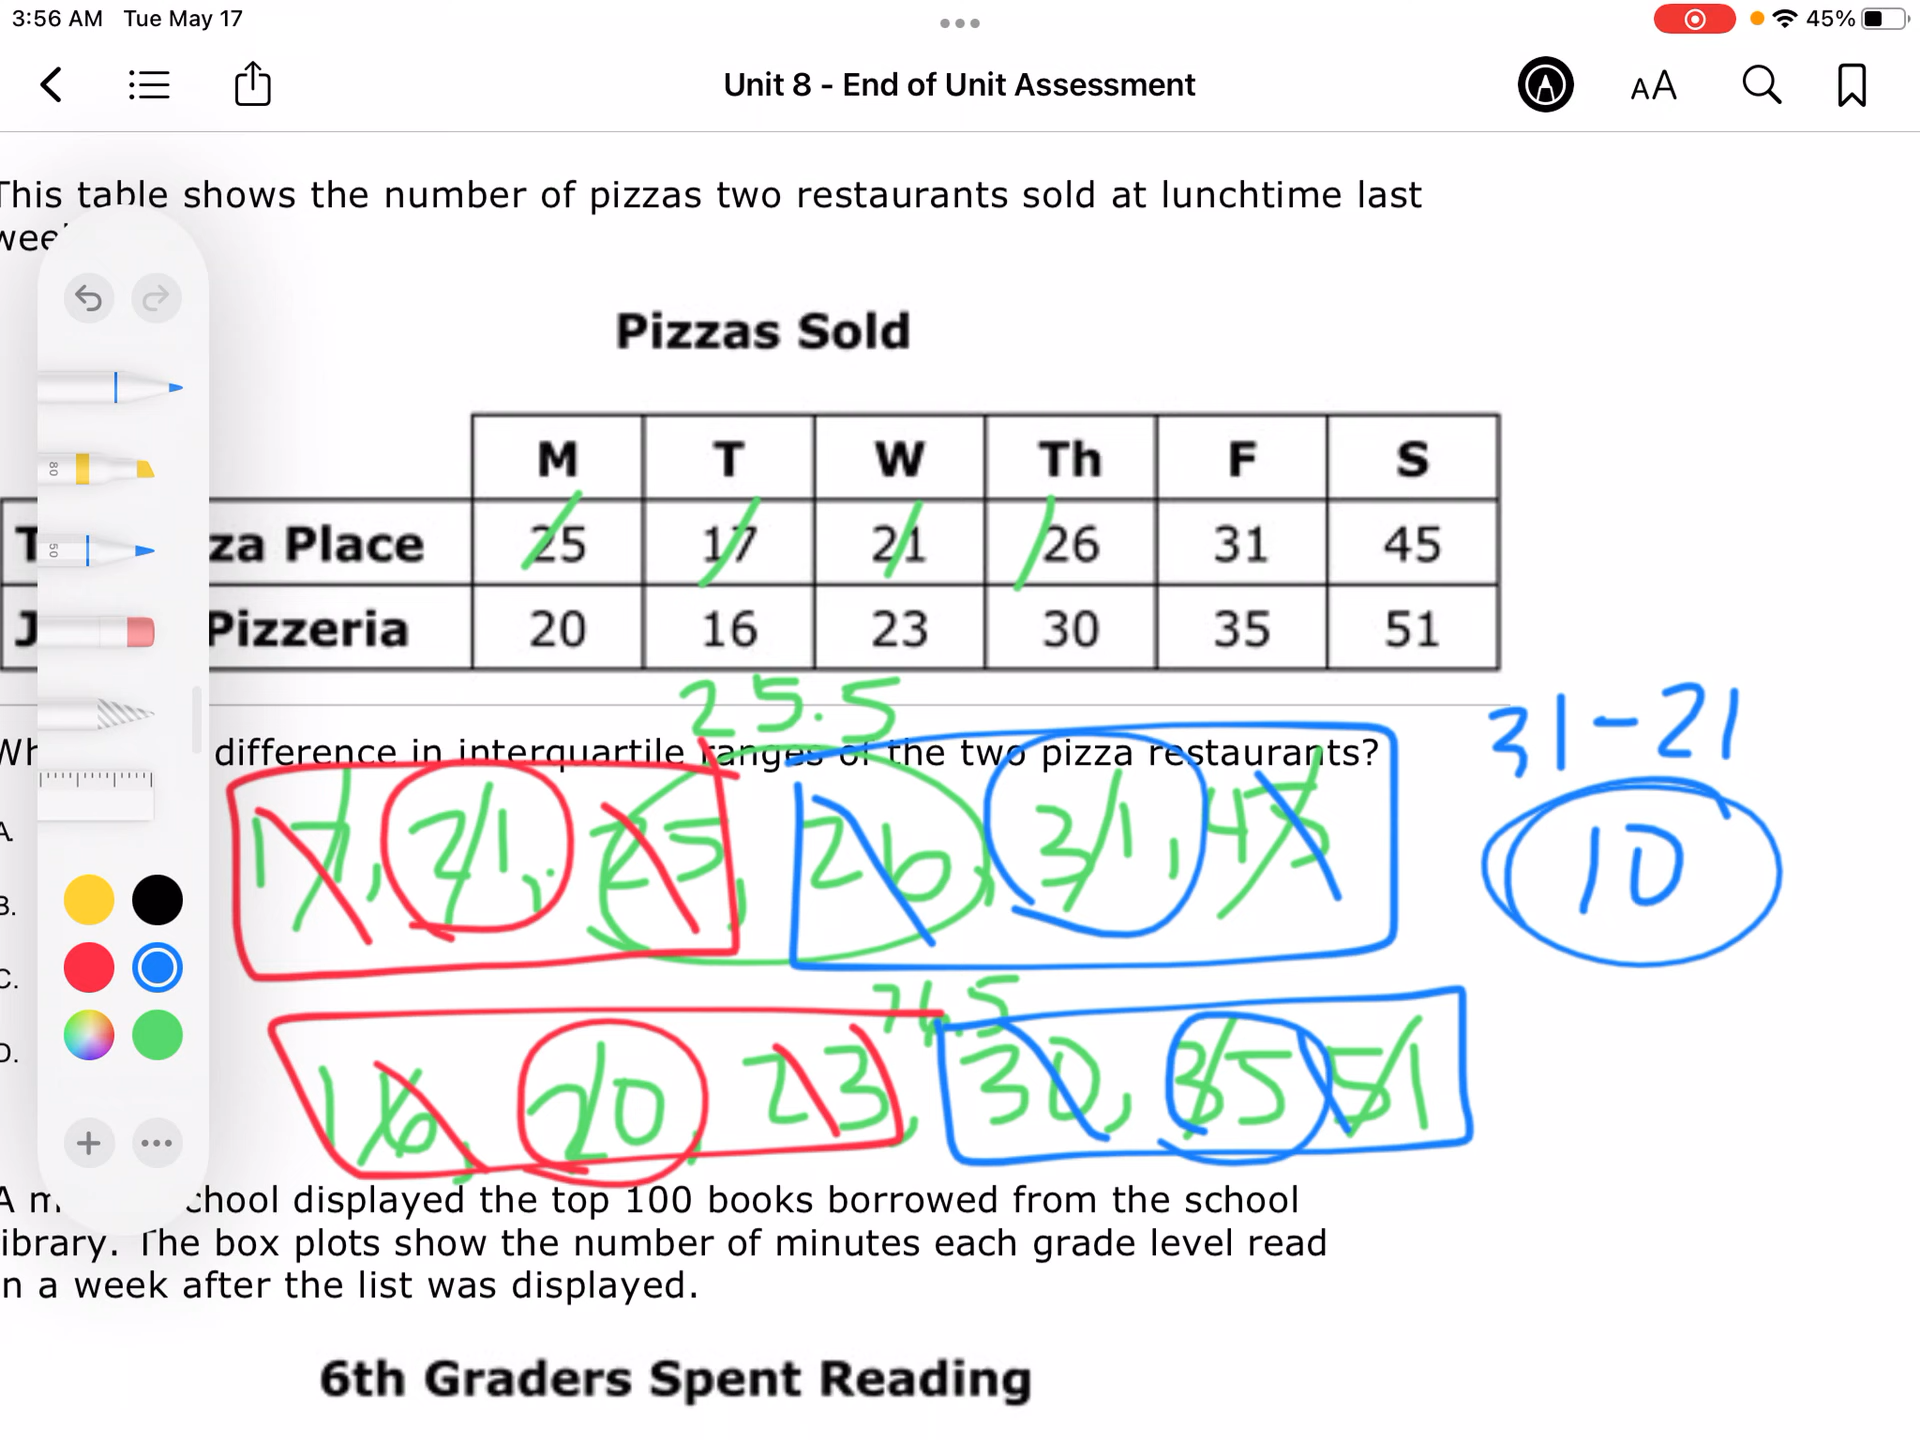 3:56 AM Tue May 17
45%
Unit 8 - End of Unit Assessment
AA
This table shows the number of pizzas two restaurants sold at lunchtime last
Pizzas Sold
M T W Th F S
za Place 25 17 21 26 31 45
Pizzeria 20 16 23 30 35 51
25.5
31-21
difference in interquartile ranges of the two pizza restaurants?
80
50
17, 21, 25, 26, 31, 45
10
A
B.
C.
D.
16, 20, 23, 30, 35 51
A m chool displayed the top 100 books borrowed from the school
ibrary. The box plots show the number of minutes each grade level read
n a week after the list was displayed.
6th Graders Spent Reading